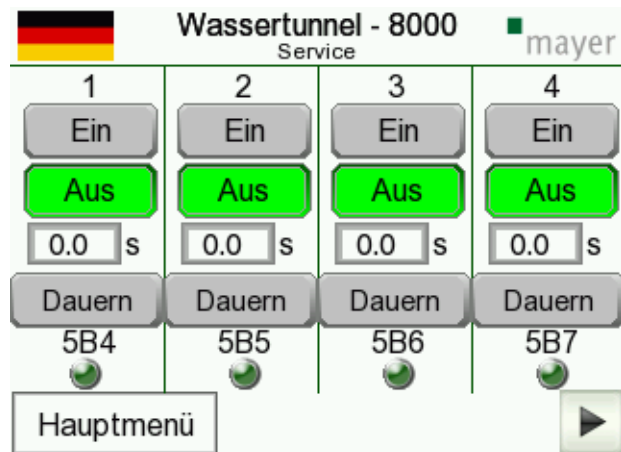 Wassertunnel - 8000
Service
mayer
1 2 3 4
Ein Ein Ein Ein
Aus Aus Aus Aus
0.0 s 0.0 s 0.0 s 0.0 s
Dauern Dauern Dauern Dauern
5B4 5B5 5B6 5B7
Hauptmenü